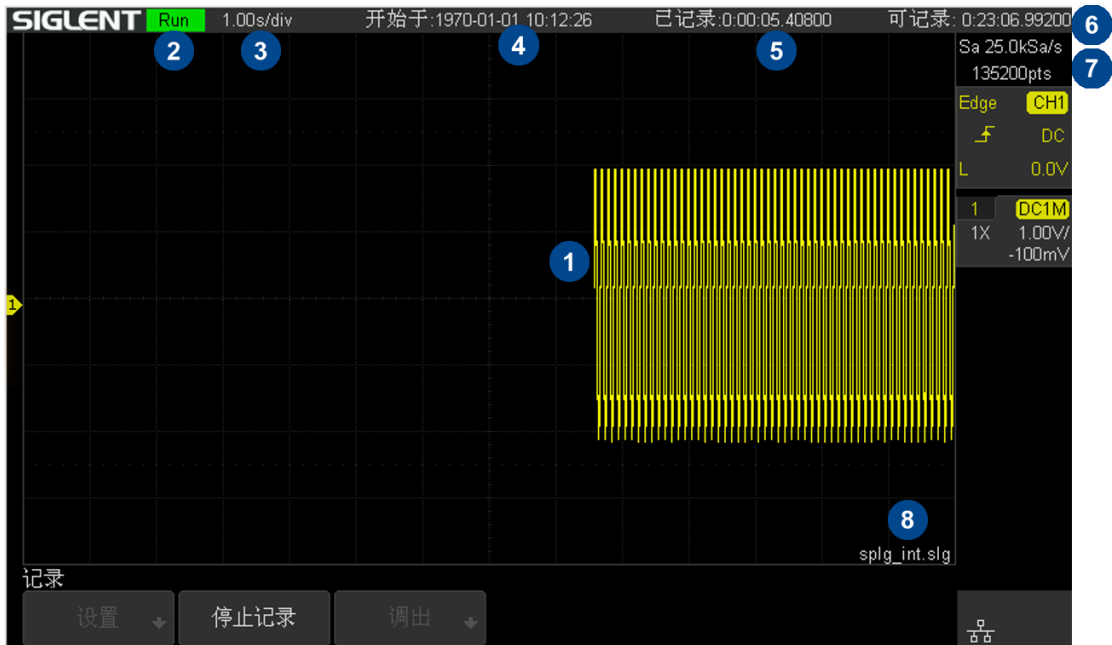 SIGLENT Run 1.00s/div 开始于:1970-01-01 10:12:26 已记录:0:00:05.40800 可记录: 0:23:06.99200 6
2 3 4 5
Sa 25.0kSa/s
7
135200pts
Edge CH1
DC
L 0.0V
1 DC1M
1X 1.00V/
-100mV
1
1
8
splg_int.slg
记录
设置 停止记录 调出